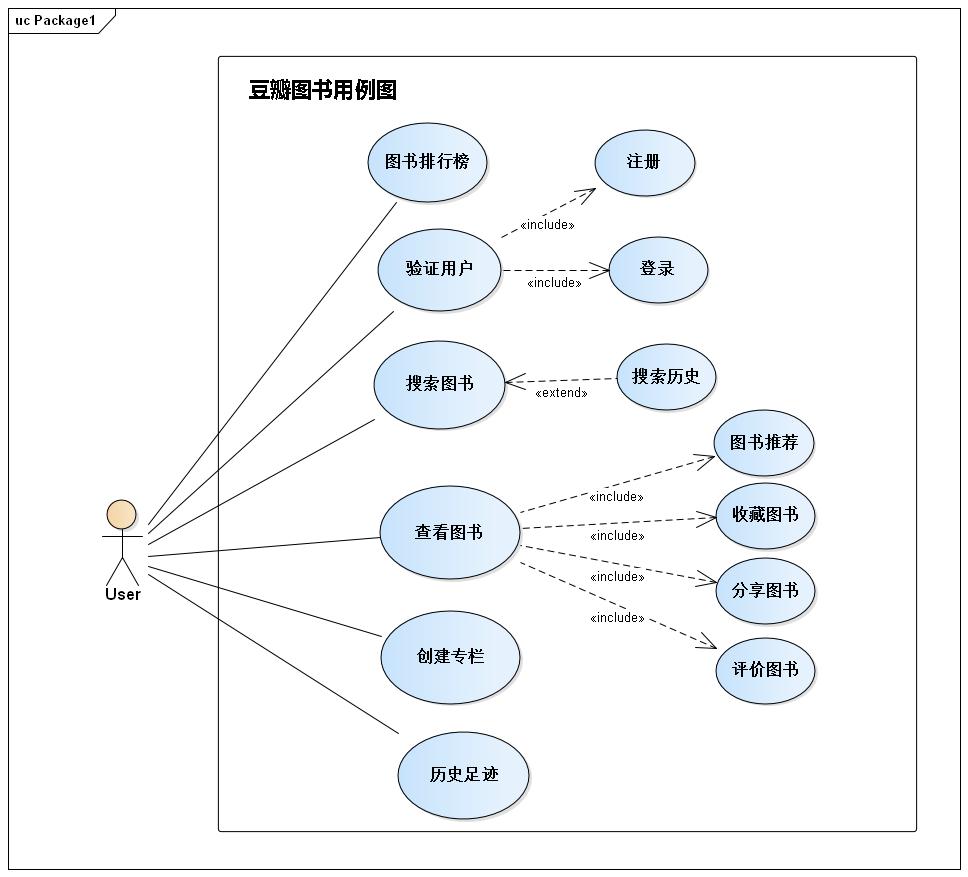 uc Package1
豆瓣图书用例图
图书排行榜
注册
«include»
验证用户
登录
«include»
搜索图书
搜索历史
«extend»
图书推荐
«include»
收藏图书
查看图书
«include»
«include»
分享图书
«include»
评价图书
User
创建专栏
历史足迹